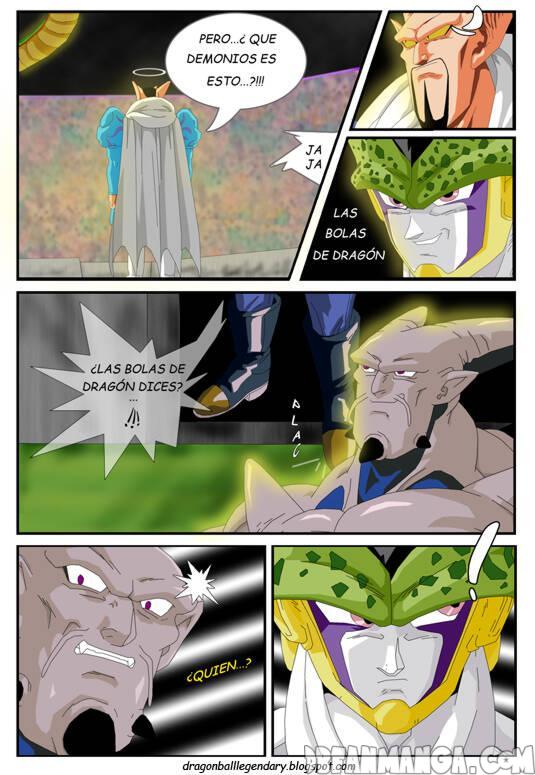 PERO...¿ QUE
DEMONIOS ES
ESTO...?!!!
JA
JA
LAS
BOLAS
DE DRAGÓN
¿LAS BOLAS DE
DRAGÓN DICES?
...
!!!
PLAC
¿QUIEN...?
!
dragonballlegendary.blogspot.com
DREAMMANGA.COM